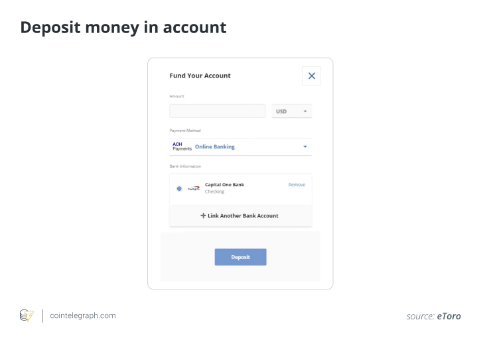 Deposit money in account
Fund Your Account
Amount
USD
Payment Method
ACH
Payments
Online Banking
Bank Information
Capital One Bank
Remove
Checking
+ Link Another Bank Account
Deposit
cointelegraph.com
source: eToro